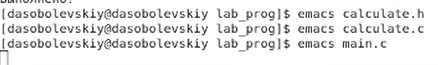 [dasobolevskiy@dasobolevskiy lab_prog]$ emacs calculate.h
[dasobolevskiy@dasobolevskiy lab_prog]$ emacs calculate.c
[dasobolevskiy@dasobolevskiy lab_prog]$ emacs main.c